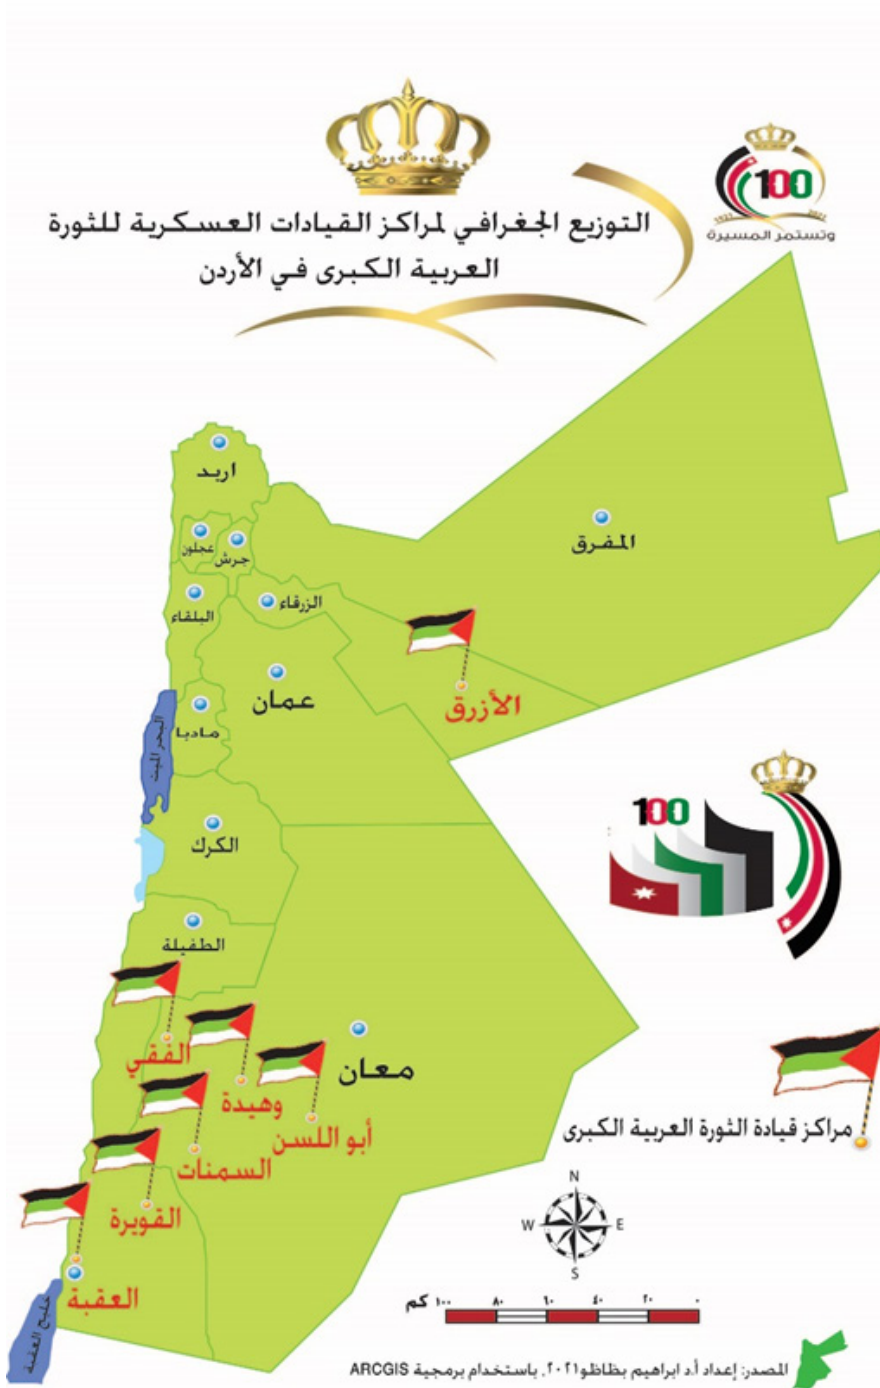 100
وتستمر المسيرة
التوزيع الجغرافي لمراكز القيادات العسكرية للثورة
العربية الكبرى في الأردن
اربد
عجلون
جرش
المفرق
البلقاء
الزرقاء
الأزرق
عمان
مادبا
البحر الميت
الكرك
100
الطفيلة
الفقي
معان
وهيدة
أبو اللسن
السمنات
القويرة
العقبة
خليج العقبة
مراكز قيادة الثورة العربية الكبرى
N
W E
S
٠ ٢٠ ٤٠ ٦٠ ٨٠ ١٠٠ كم
المصدر: إعداد أ.د ابراهيم بظاظو٢٠٢١، باستخدام برمجية ARCGIS